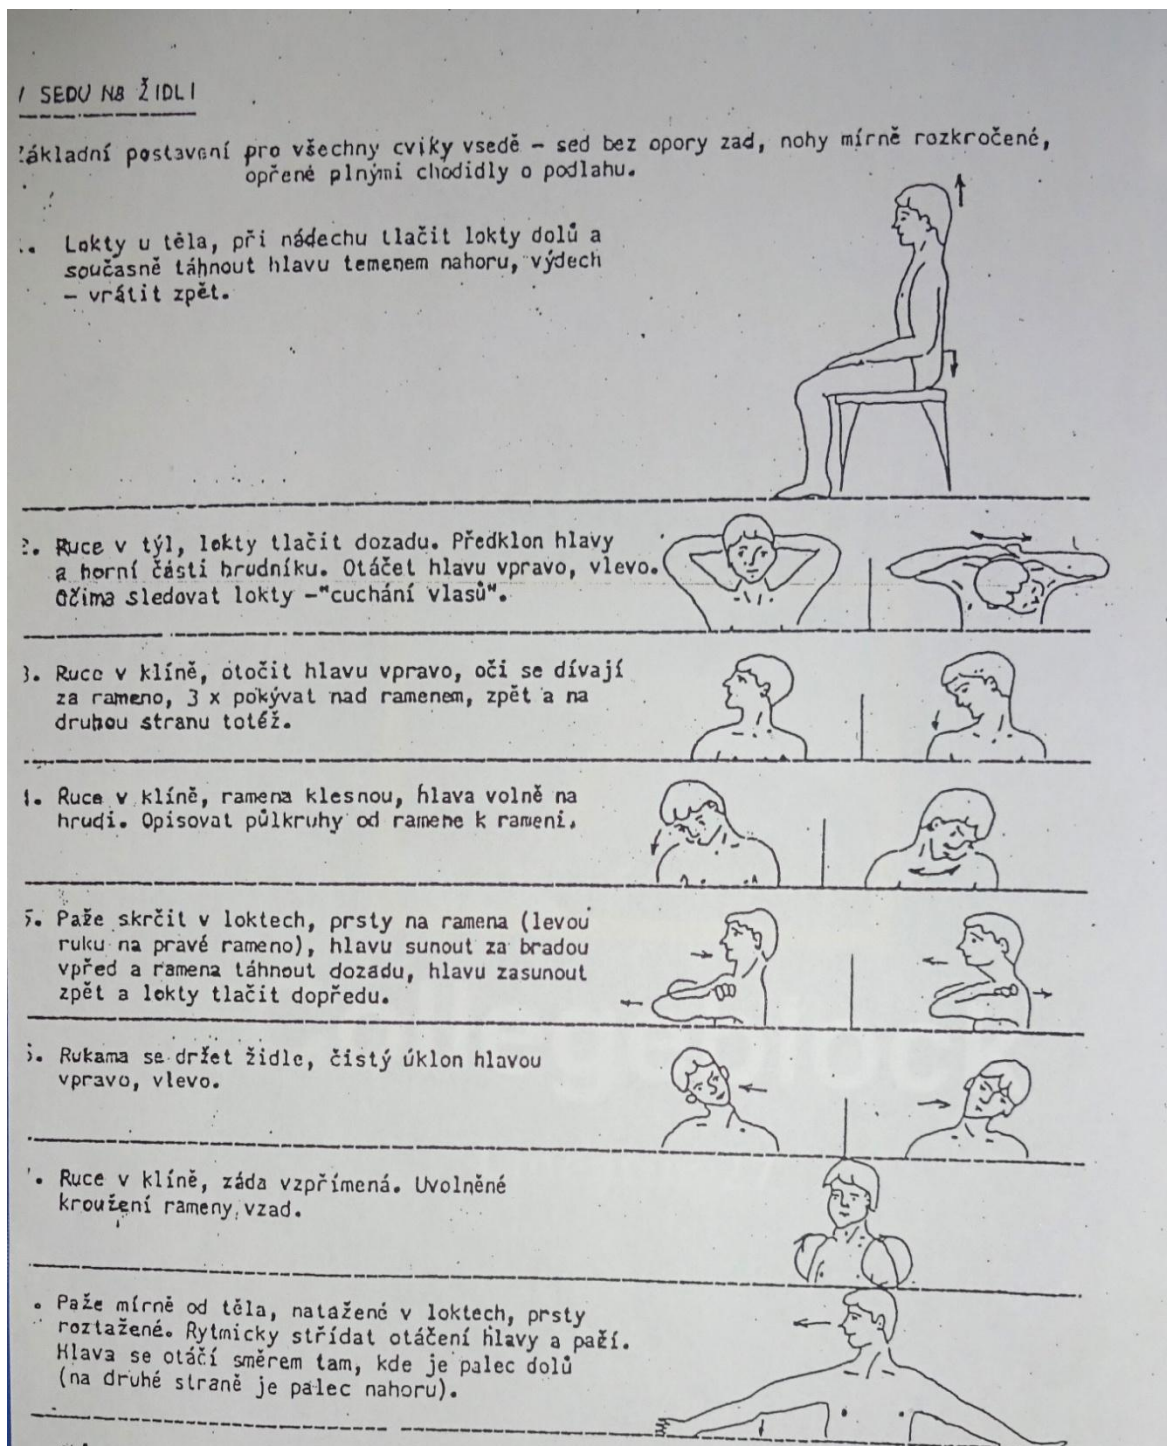 V SEDU NA ŽIDLI
Základní postavení pro všechny cviky vsedě - sed bez opory zad, nohy mírně rozkročené,
opřené plnými chodidly o podlahu.
Lokty u těla, při nádechu tlačit lokty dolů a
současně táhnout hlavu temenem nahoru, výdech
- vrátit zpět.
2. Ruce v týl, lokty tlačit dozadu. Předklon hlavy
a horní části hrudníku. Otáčet hlavu vpravo, vlevo.
Očima sledovat lokty -"cuchání vlasů".
3. Ruce v klíně, otočit hlavu vpravo, oči se dívají
za rameno, 3 x pokývat nad ramenem, zpět a na
druhou stranu totéž.
4. Ruce v klíně, ramena klesnou, hlava volně na
hrudi. Opisovat půlkruhy od ramene k rameni.
5. Paže skrčit v loktech, prsty na ramena (levou
ruku na pravé rameno), hlavu sunout za bradou
vpřed a ramena táhnout dozadu, hlavu zasunout
zpět a lokty tlačit dopředu.
6. Rukama se držet židle, čistý úklon hlavou
vpravo, vlevo.
Ruce v klíně, záda vzpřímená. Uvolněné
kroužení rameny vzad.
Paže mírně od těla, natažené v loktech, prsty
roztažené. Rytmicky střídat otáčení hlavy a paží.
Hlava se otáčí směrem tam, kde je palec dolů
(na druhé straně je palec nahoru).